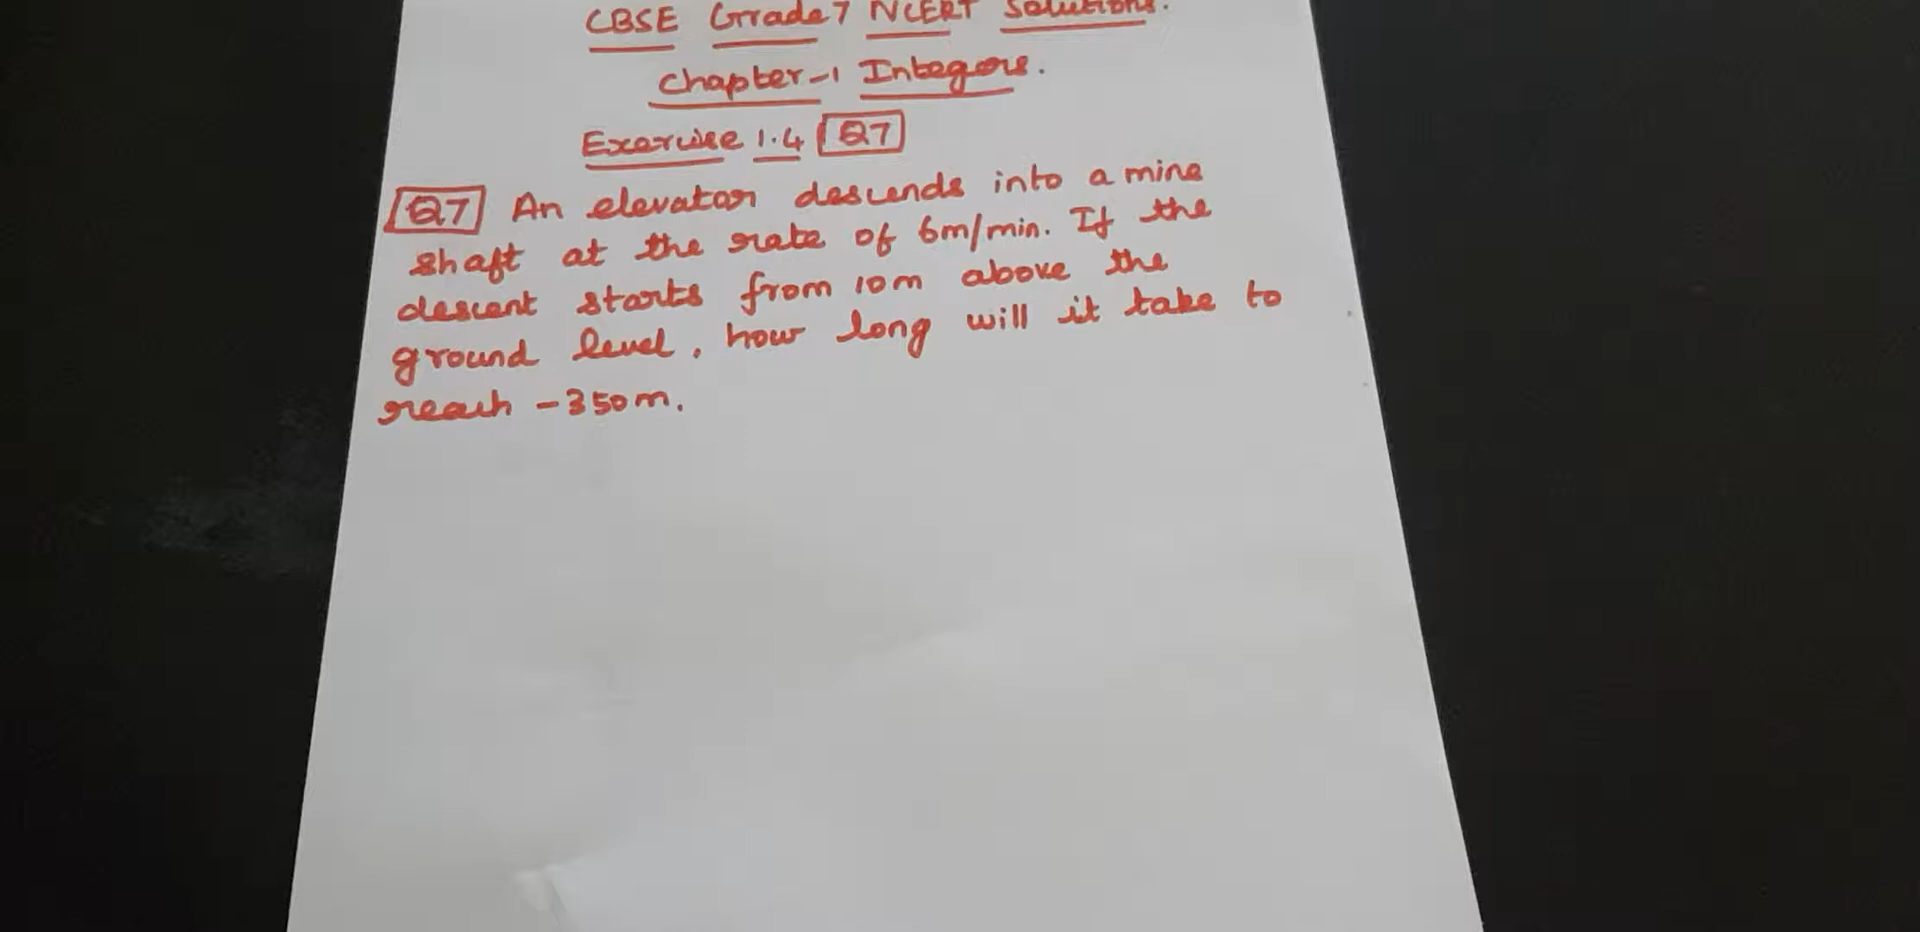 CBSE Grade 7 NCERT Solutions.
Chapter-1 Integers.
Exercise 1.4 Q7
Q7 An elevator descends into a mine
shaft at the rate of 6m/min. If the
descent starts from 10m above the
ground level, how long will it take to
reach -350m.